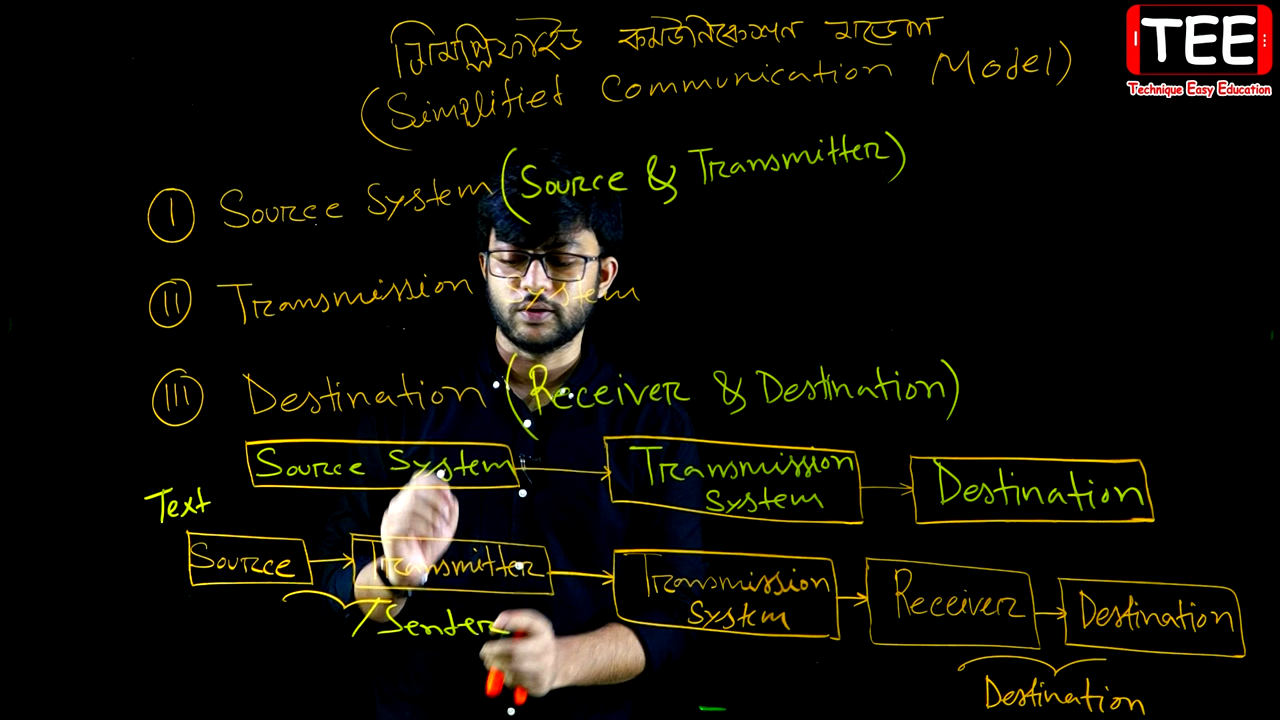 সিমপ্লিফাইড কমিউনিকেশন মডেল
(Simplified Communication Model)
TEE
Technique Easy Education
I Source System (Source & Transmitter)
II Transmission System
III Destination (Receiver & Destination)
Source System Transmission System Destination
Text
Source Transmitter Transmission System Receiver Destination
/Sender
Destination